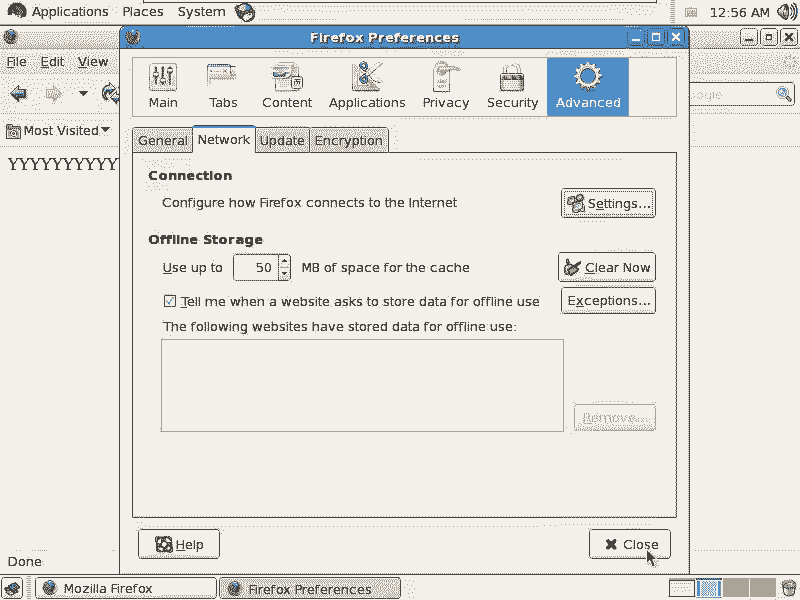 Applications Places System 12:56 AM
Firefox Preferences
File Edit View
Main Tabs Content Applications Privacy Security Advanced
Most Visited
General Network Update Encryption
YYYYYYYYYY
Connection
Configure how Firefox connects to the Internet Settings...
Offline Storage
Use up to 50 MB of space for the cache Clear Now
Tell me when a website asks to store data for offline use Exceptions...
The following websites have stored data for offline use:
Remove...
Help Close
Done
Mozilla Firefox Firefox Preferences